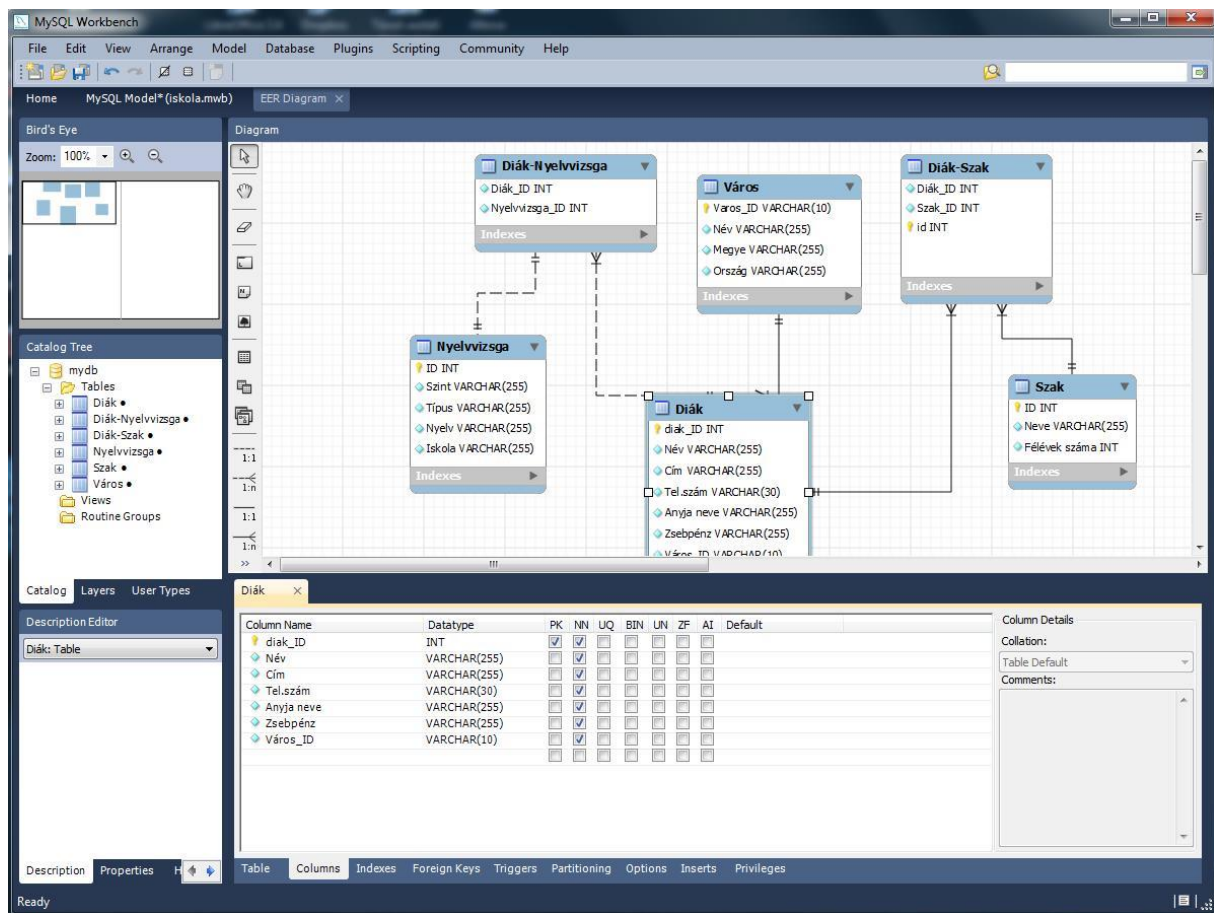 MySQL Workbench
File Edit View Arrange Model Database Plugins Scripting Community Help
Home MySQL Model* (iskola.mwb) EER Diagram
Bird's Eye
Zoom: 100%
Diagram
Diák-Nyelvvizsga
Diák_ID INT
Nyelvvizsga_ID INT
Indexes
Város
Varos_ID VARCHAR(10)
Név VARCHAR(255)
Megye VARCHAR(255)
Ország VARCHAR(255)
Indexes
Diák-Szak
Diák_ID INT
Szak_ID INT
id INT
Indexes
Nyelvvizsga
ID INT
Szint VARCHAR(255)
Típus VARCHAR(255)
Nyelv VARCHAR(255)
Iskola VARCHAR(255)
Indexes
Diák
diak_ID INT
Név VARCHAR(255)
Cím VARCHAR(255)
Tel.szám VARCHAR(30)
Anyja neve VARCHAR(255)
Zsebpénz VARCHAR(255)
Város_ID VARCHAR(10)
Szak
ID INT
Neve VARCHAR(255)
Félévek száma INT
Indexes
1:1
1:n
1:1
1:n
Catalog Tree
mydb
Tables
Diák
Diák-Nyelvvizsga
Diák-Szak
Nyelvvizsga
Szak
Város
Views
Routine Groups
Catalog Layers User Types
Description Editor
Diák: Table
Description Properties H
Diák
Column Name Datatype PK NN UQ BIN UN ZF AI Default
diak_ID INT
Név VARCHAR(255)
Cím VARCHAR(255)
Tel.szám VARCHAR(30)
Anyja neve VARCHAR(255)
Zsebpénz VARCHAR(255)
Város_ID VARCHAR(10)
Column Details
Collation:
Table Default
Comments:
Table Columns Indexes Foreign Keys Triggers Partitioning Options Inserts Privileges
Ready